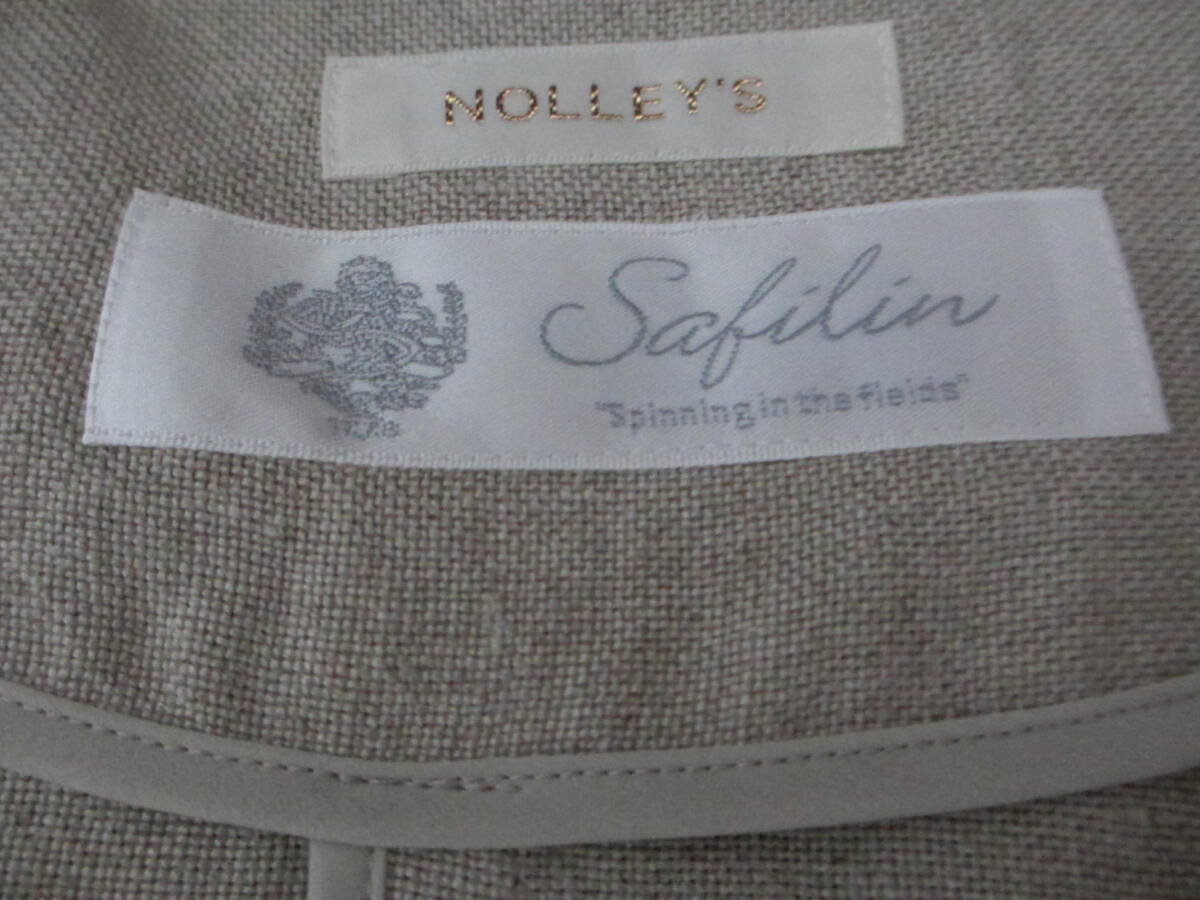 NOLLEY'S
Safilin
"Spinning in the fields"